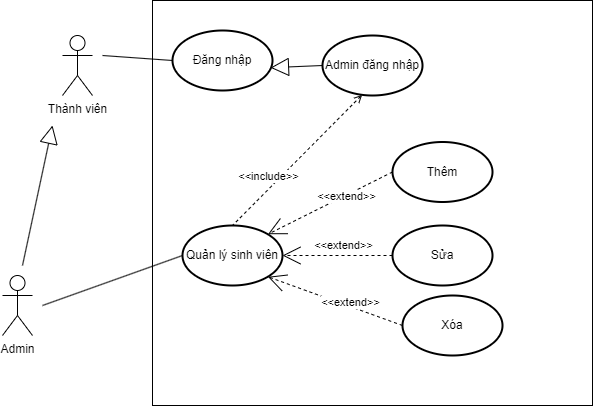 Đăng nhập
Admin đăng nhập
Thành viên
<<include>>
Thêm
<<extend>>
Quản lý sinh viên
<<extend>>
Sửa
<<extend>>
Xóa
Admin